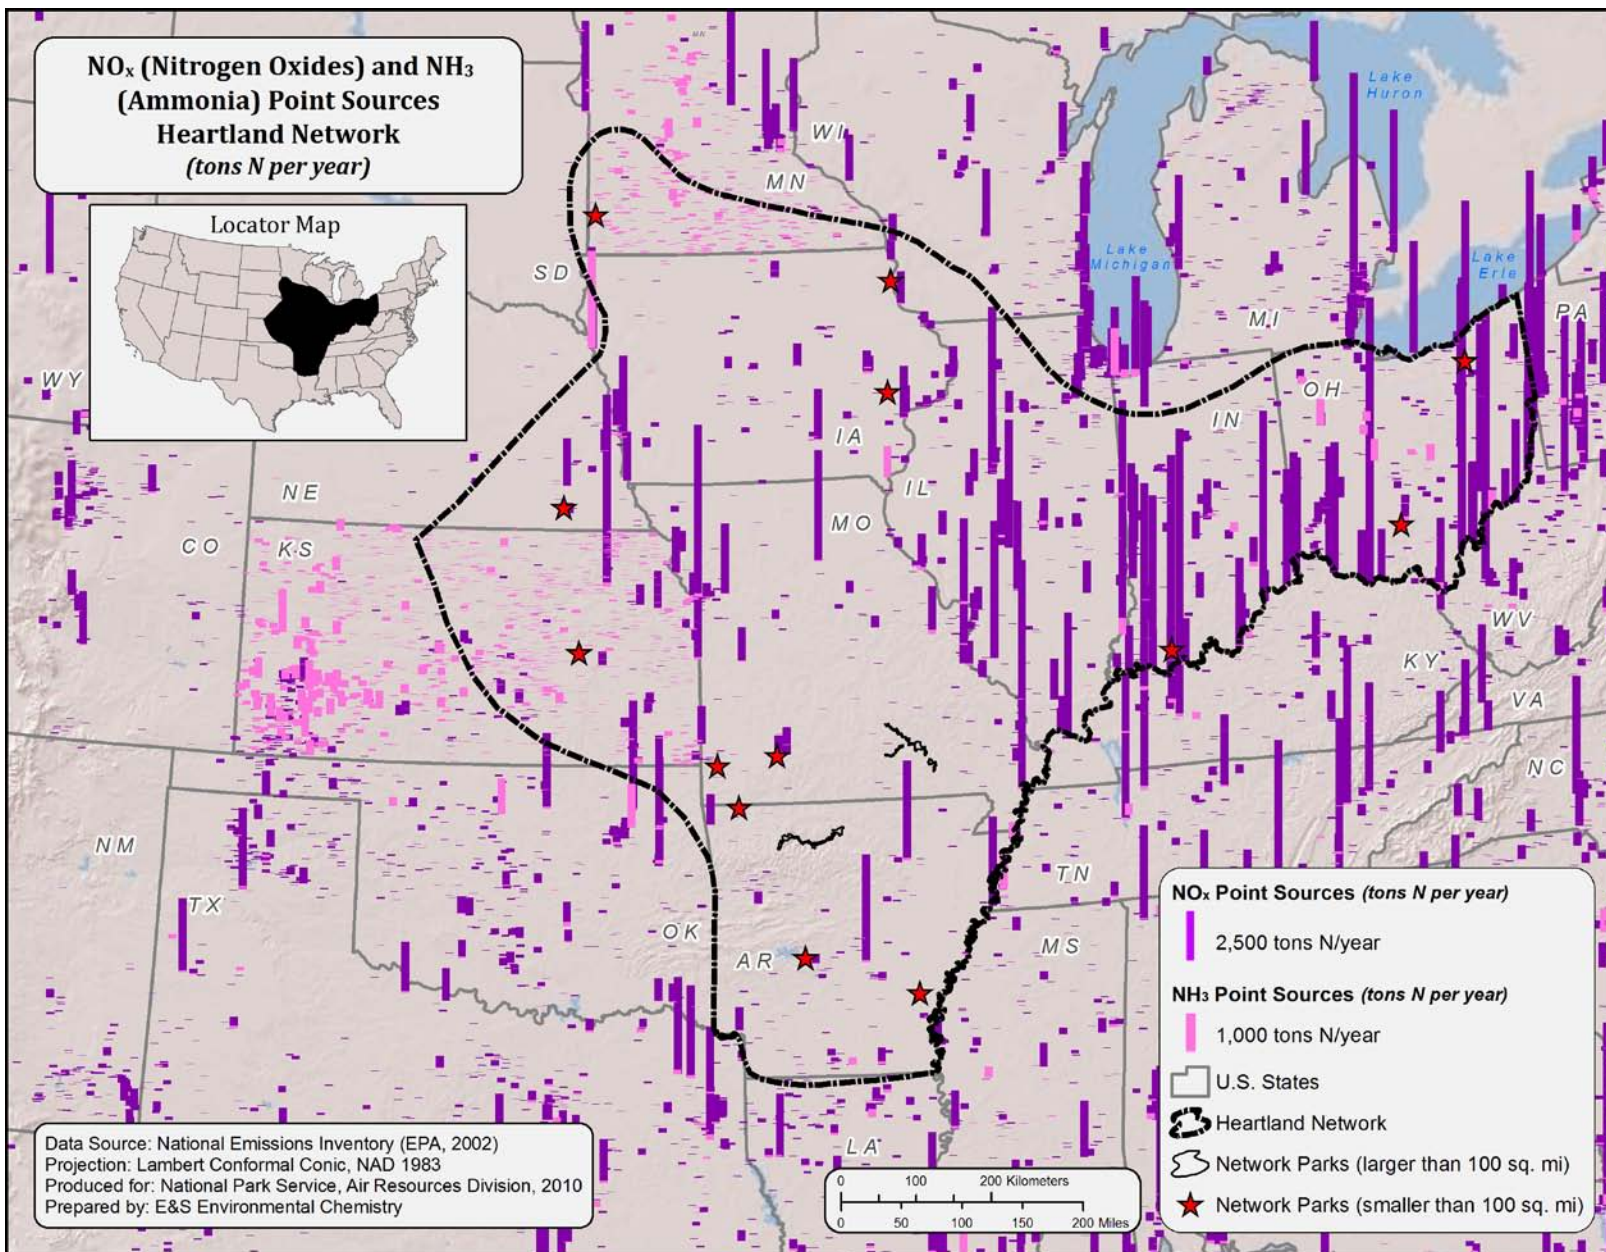 NOx (Nitrogen Oxides) and NH3
(Ammonia) Point Sources
Heartland Network
(tons N per year)
Locator Map
MN
WI
MN
Lake
Huron
Lake
Michigan
Lake
Erie
SD
MI
PA
WY
OH
IN
IA
IL
NE
MO
CO
KS
WV
KY
VA
NC
NM
TN
TX
OK
AR
MS
LA
NOx Point Sources (tons N per year)
2,500 tons N/year
NH3 Point Sources (tons N per year)
1,000 tons N/year
U.S. States
Heartland Network
Network Parks (larger than 100 sq. mi)
Network Parks (smaller than 100 sq. mi)
Data Source: National Emissions Inventory (EPA, 2002)
Projection: Lambert Conformal Conic, NAD 1983
Produced for: National Park Service, Air Resources Division, 2010
Prepared by: E&S Environmental Chemistry
0 100 200 Kilometers
0 50 100 150 200 Miles